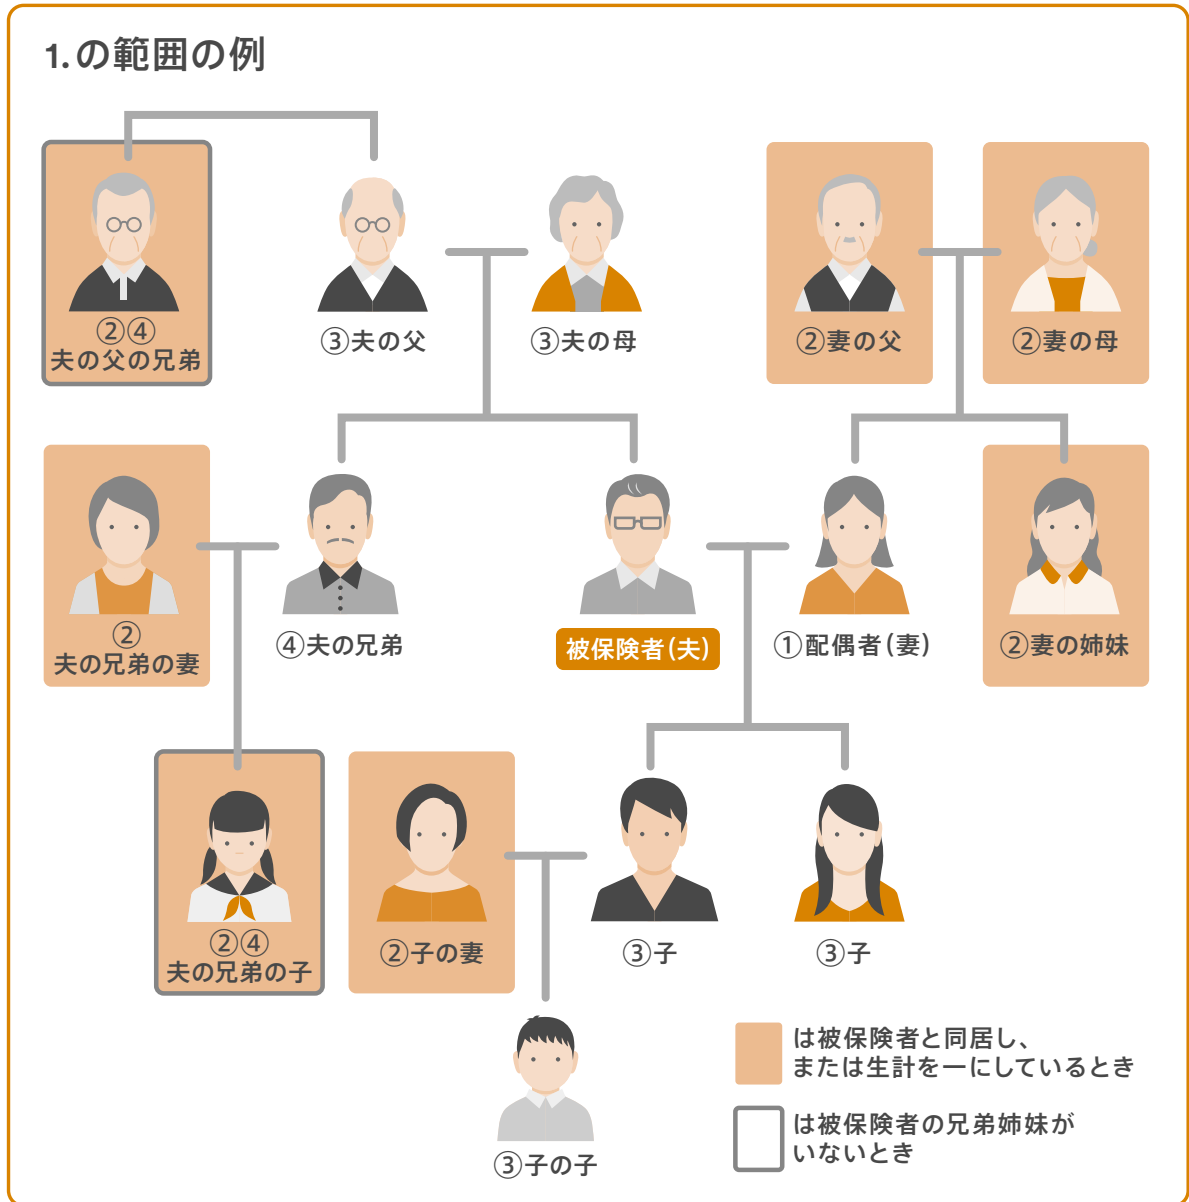 1.の範囲の例
②④
夫の父の兄弟
③夫の父
③夫の母
②妻の父
②妻の母
②
夫の兄弟の妻
④夫の兄弟
被保険者(夫)
①配偶者(妻)
②妻の姉妹
②④
夫の兄弟の子
②子の妻
③子
③子
③子の子
は被保険者と同居し、
または生計を一にしているとき
は被保険者の兄弟姉妹が
いないとき